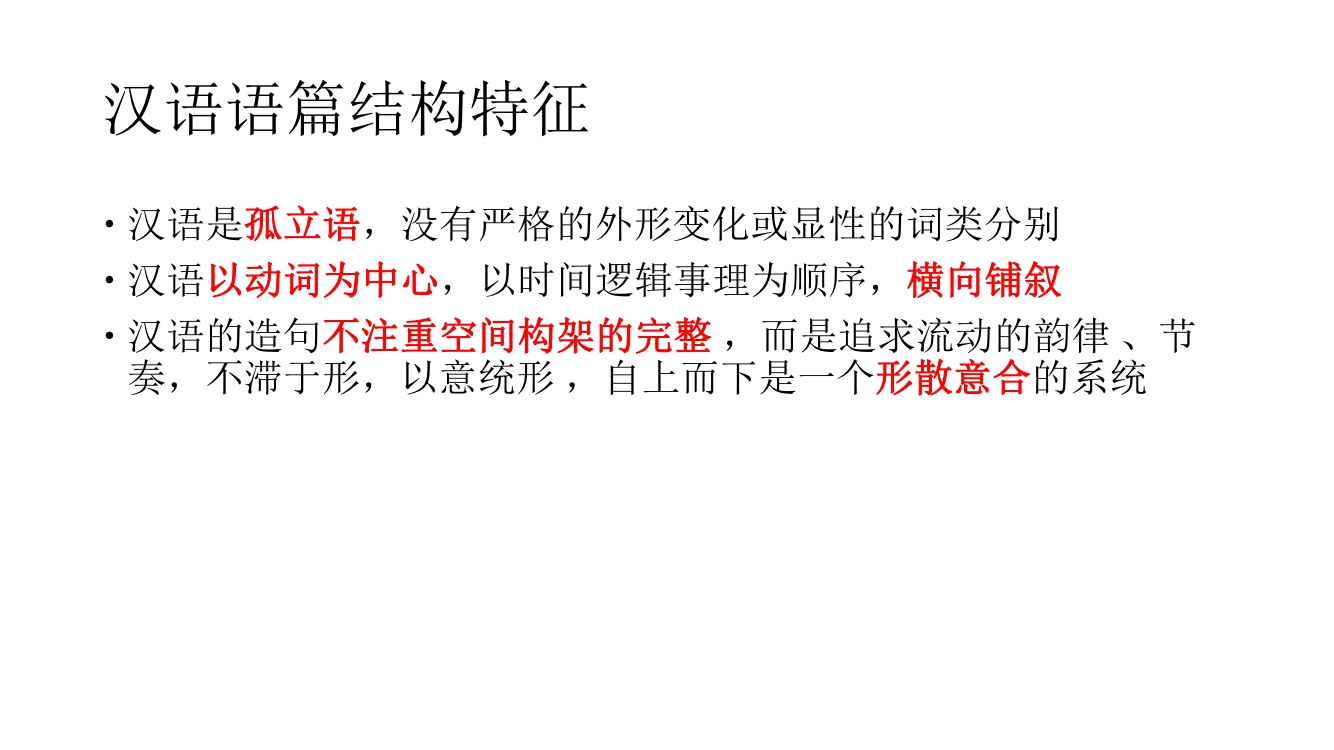 汉语语篇结构特征
• 汉语是孤立语，没有严格的外形变化或显性的词类分别
• 汉语以动词为中心，以时间逻辑事理为顺序，横向铺叙
• 汉语的造句不注重空间构架的完整 ，而是追求流动的韵律 、节
奏，不滞于形，以意统形 ，自上而下是一个形散意合的系统